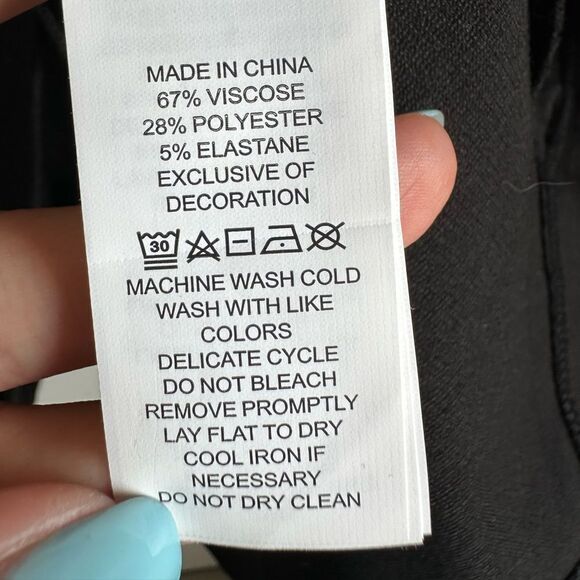 MADE IN CHINA
67% VISCOSE
28% POLYESTER
5% ELASTANE
EXCLUSIVE OF
DECORATION
30
MACHINE WASH COLD
WASH WITH LIKE
COLORS
DELICATE CYCLE
DO NOT BLEACH
REMOVE PROMPTLY
LAY FLAT TO DRY
COOL IRON IF
NECESSARY
DO NOT DRY CLEAN